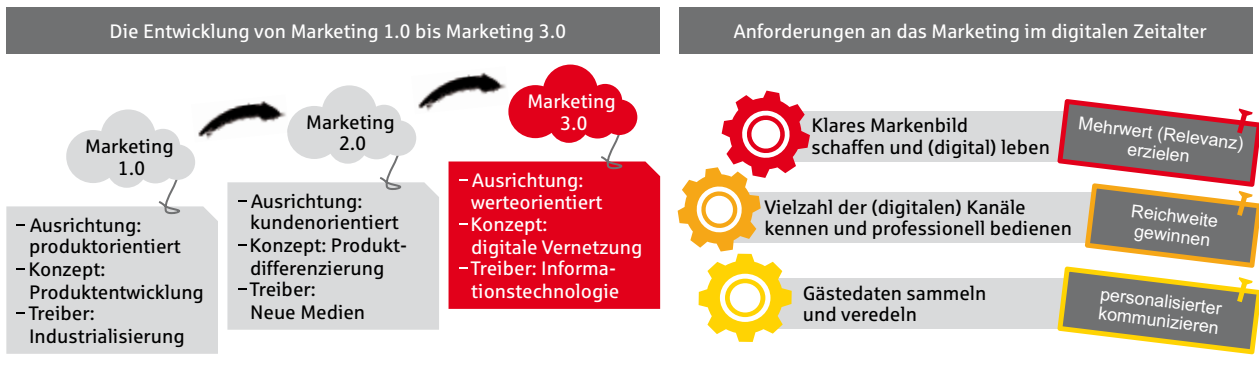 Die Entwicklung von Marketing 1.0 bis Marketing 3.0
Marketing
1.0
– Ausrichtung:
produktorientiert
– Konzept:
Produktentwicklung
– Treiber:
Industrialisierung
Marketing
2.0
– Ausrichtung:
kundenorientiert
– Konzept: Produkt-
differenzierung
– Treiber:
Neue Medien
Marketing
3.0
– Ausrichtung:
werteorientiert
– Konzept:
digitale Vernetzung
– Treiber: Informa-
tionstechnologie
Anforderungen an das Marketing im digitalen Zeitalter
Klares Markenbild
schaffen und (digital) leben
Mehrwert (Relevanz)
erzielen
Vielzahl der (digitalen) Kanäle
kennen und professionell bedienen
Reichweite
gewinnen
Gästedaten sammeln
und veredeln
personalisierter
kommunizieren